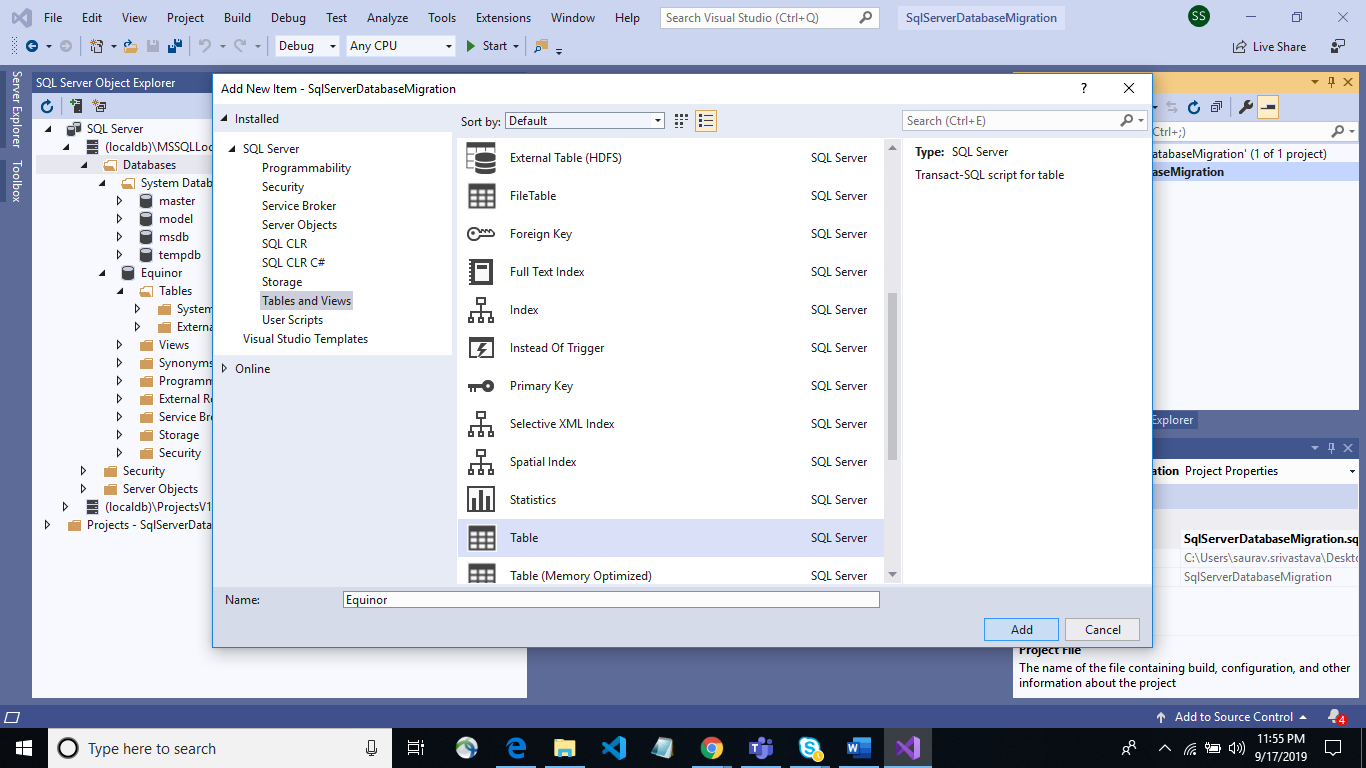 File Edit View Project Build Debug Test Analyze Tools Extensions Window Help Search Visual Studio (Ctrl+Q) SqlServerDatabaseMigration SS
Debug Any CPU Start Live Share
Server Explorer
Toolbox
SQL Server Object Explorer
SQL Server
(localdb)\MSSQLLoc
Databases
System Datab
master
model
msdb
tempdb
Equinor
Tables
System
Externa
Views
Synonyms
Programm
External Re
Service Br
Storage
Security
Security
Server Objects
(localdb)\ProjectsV1
Projects - SqlServerData
Add New Item - SqlServerDatabaseMigration ?
Installed
SQL Server
Programmability
Security
Service Broker
Server Objects
SQL CLR
SQL CLR C#
Storage
Tables and Views
User Scripts
Visual Studio Templates
Online
Sort by: Default
Search (Ctrl+E)
External Table (HDFS) SQL Server
FileTable SQL Server
Foreign Key SQL Server
Full Text Index SQL Server
Index SQL Server
Instead Of Trigger SQL Server
Primary Key SQL Server
Selective XML Index SQL Server
Spatial Index SQL Server
Statistics SQL Server
Table SQL Server
Table (Memory Optimized) SQL Server
Type: SQL Server
Transact-SQL script for table
Name: Equinor
Add Cancel
Ctrl+;)
atabaseMigration' (1 of 1 project)
aseMigration
Explorer
ation Project Properties
SqlServerDatabaseMigration.sq
C:\Users\saurav.srivastava\Deskto
SqlServerDatabaseMigration
Project File
The name of the file containing build, configuration, and other
information about the project
Add to Source Control 4
Type here to search
11:55 PM
9/17/2019